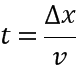 t = Δx / v